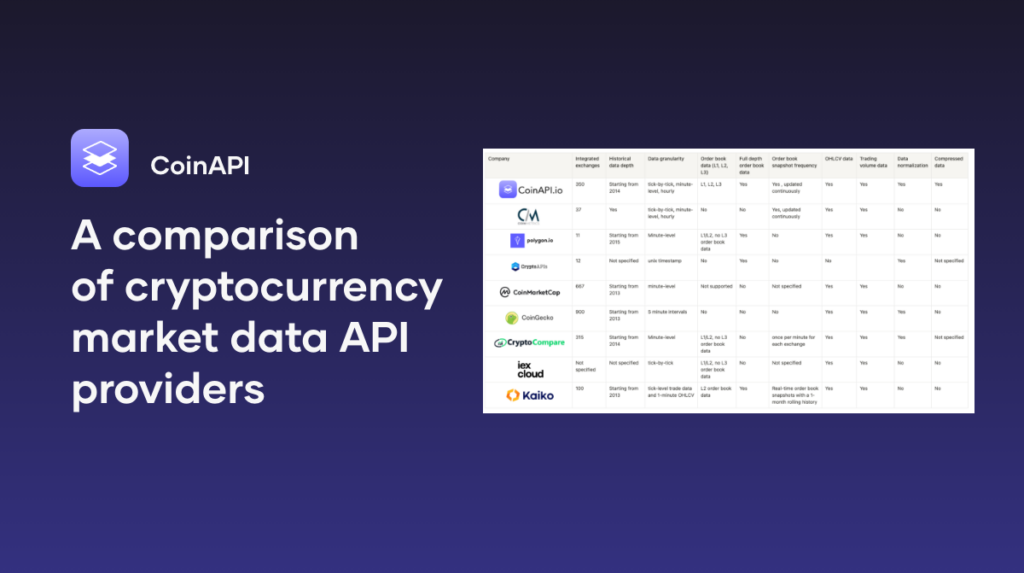 CoinAPI
A comparison
of cryptocurrency
market data API
providers
Company Integrated exchanges Historical data depth Data granularity Order book data (L1, L2, L3) Full depth order book data Order book snapshot frequency OHLCV data Trading volume data Data normalization Compressed data
CoinAPI.io 350 Starting from 2014 tick-by-tick, minute-level, hourly L1, L2, L3 Yes Yes , updated continuously Yes Yes Yes Yes
CM 37 Yes tick-by-tick, minute-level, hourly No No Yes, updated continuously Yes Yes No No
polygon.io 11 Starting from 2015 Minute-level L1/L2, no L3 order book data Yes No Yes Yes No No
CryptoAPIs 12 Not specified unix timestamp No Yes No No Yes Not specified
CoinMarketCap 667 Starting from 2013 minute-level Not supported No Not specified Yes Yes No No
CoinGecko 800 Starting from 2013 5 minute intervals No No No Yes Yes Yes No
CryptoCompare 316 Starting from 2014 Minute-level L1/L2, no L3 order book data No once per minute for each exchange Yes Yes Yes Not specified
iex cloud Not specified Not specified tick-by-tick L1/L2, no L3 order book data No Not specified Yes Yes No No
Kaiko 100 Starting from 2013 tick-level trade data and 1-minute OHLCV L2 order book data Yes Real-time order book snapshots with a 1-month rolling history Yes Yes No No